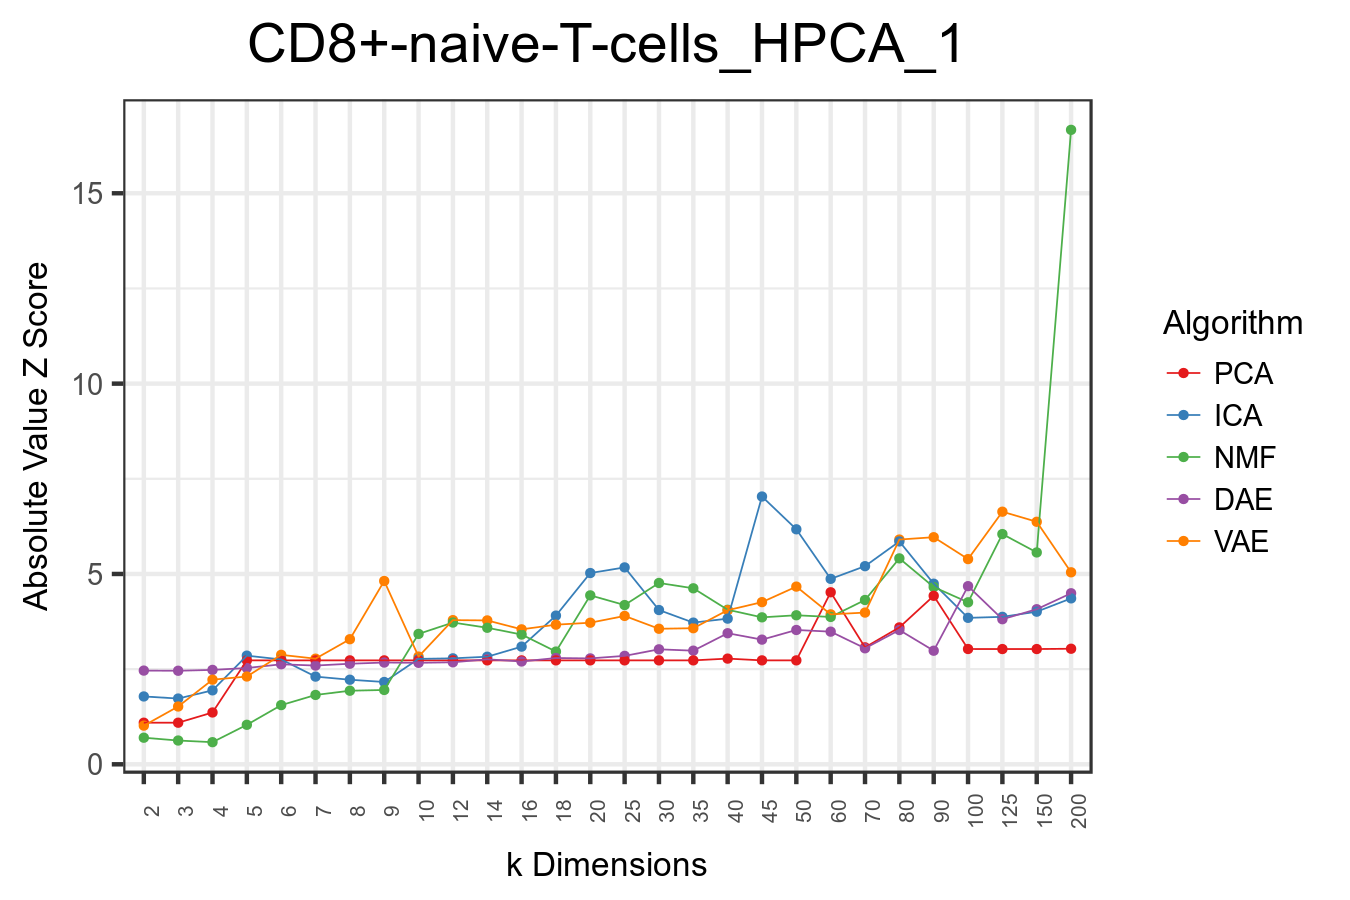 CD8+-naive-T-cells_HPCA_1
Absolute Value Z Score
15
10
5
0
2 3 4 5 6 7 8 9 10 12 14 16 18 20 25 30 35 40 45 50 60 70 80 90 100 125 150 200
k Dimensions
Algorithm
PCA
ICA
NMF
DAE
VAE